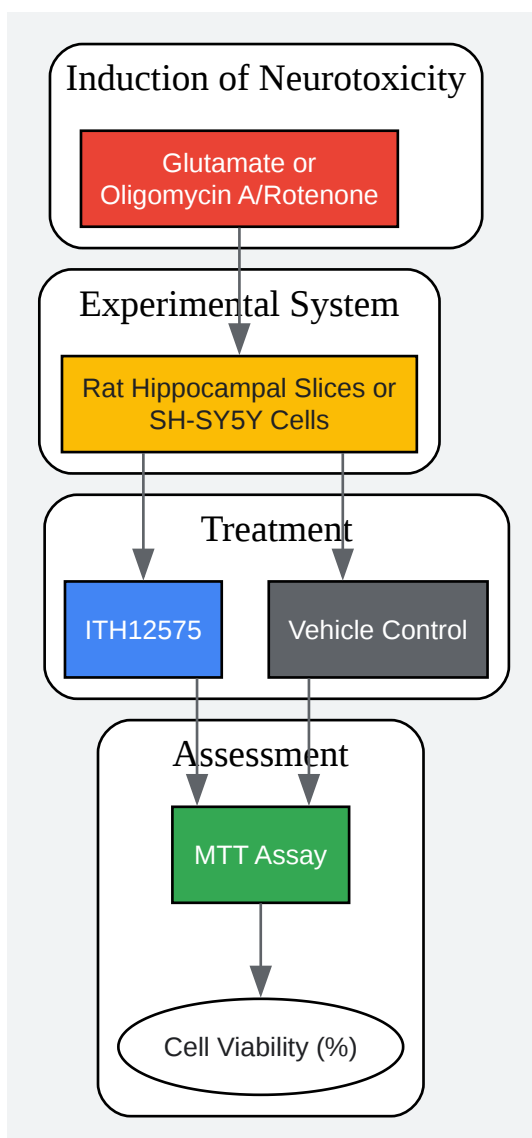 Induction of Neurotoxicity
Glutamate or
Oligomycin A/Rotenone
Experimental System
Rat Hippocampal Slices or
SH-SY5Y Cells
Treatment
ITH12575
Vehicle Control
Assessment
MTT Assay
Cell Viability (%)